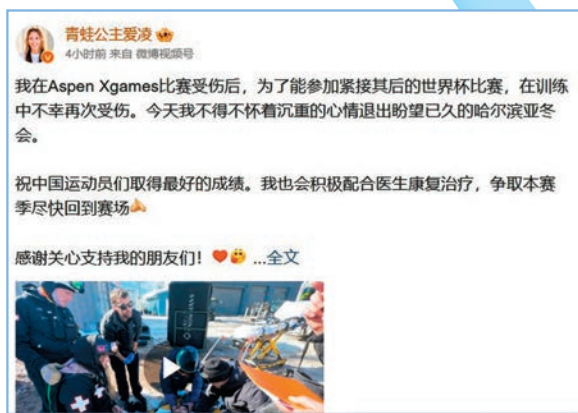 青蛙公主爱凌
4小时前 来自 微博视频号
我在Aspen Xgames比赛受伤后，为了能参加紧接其后的世界杯比赛，在训练
中不幸再次受伤。今天我不得不怀着沉重的心情退出盼望已久的哈尔滨亚冬
会。
祝中国运动员们取得最好的成绩。我也会积极配合医生康复治疗，争取本赛
季尽快回到赛场
感谢关心支持我的朋友们！ ...全文